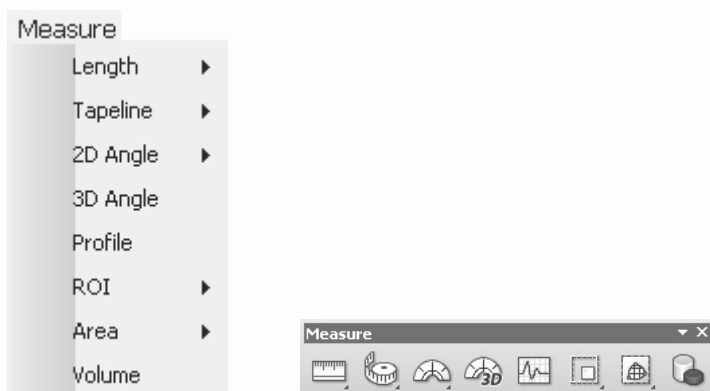 Measure
Length
Tapeline
2D Angle
3D Angle
Profile
ROI
Area
Volume
Measure
3D